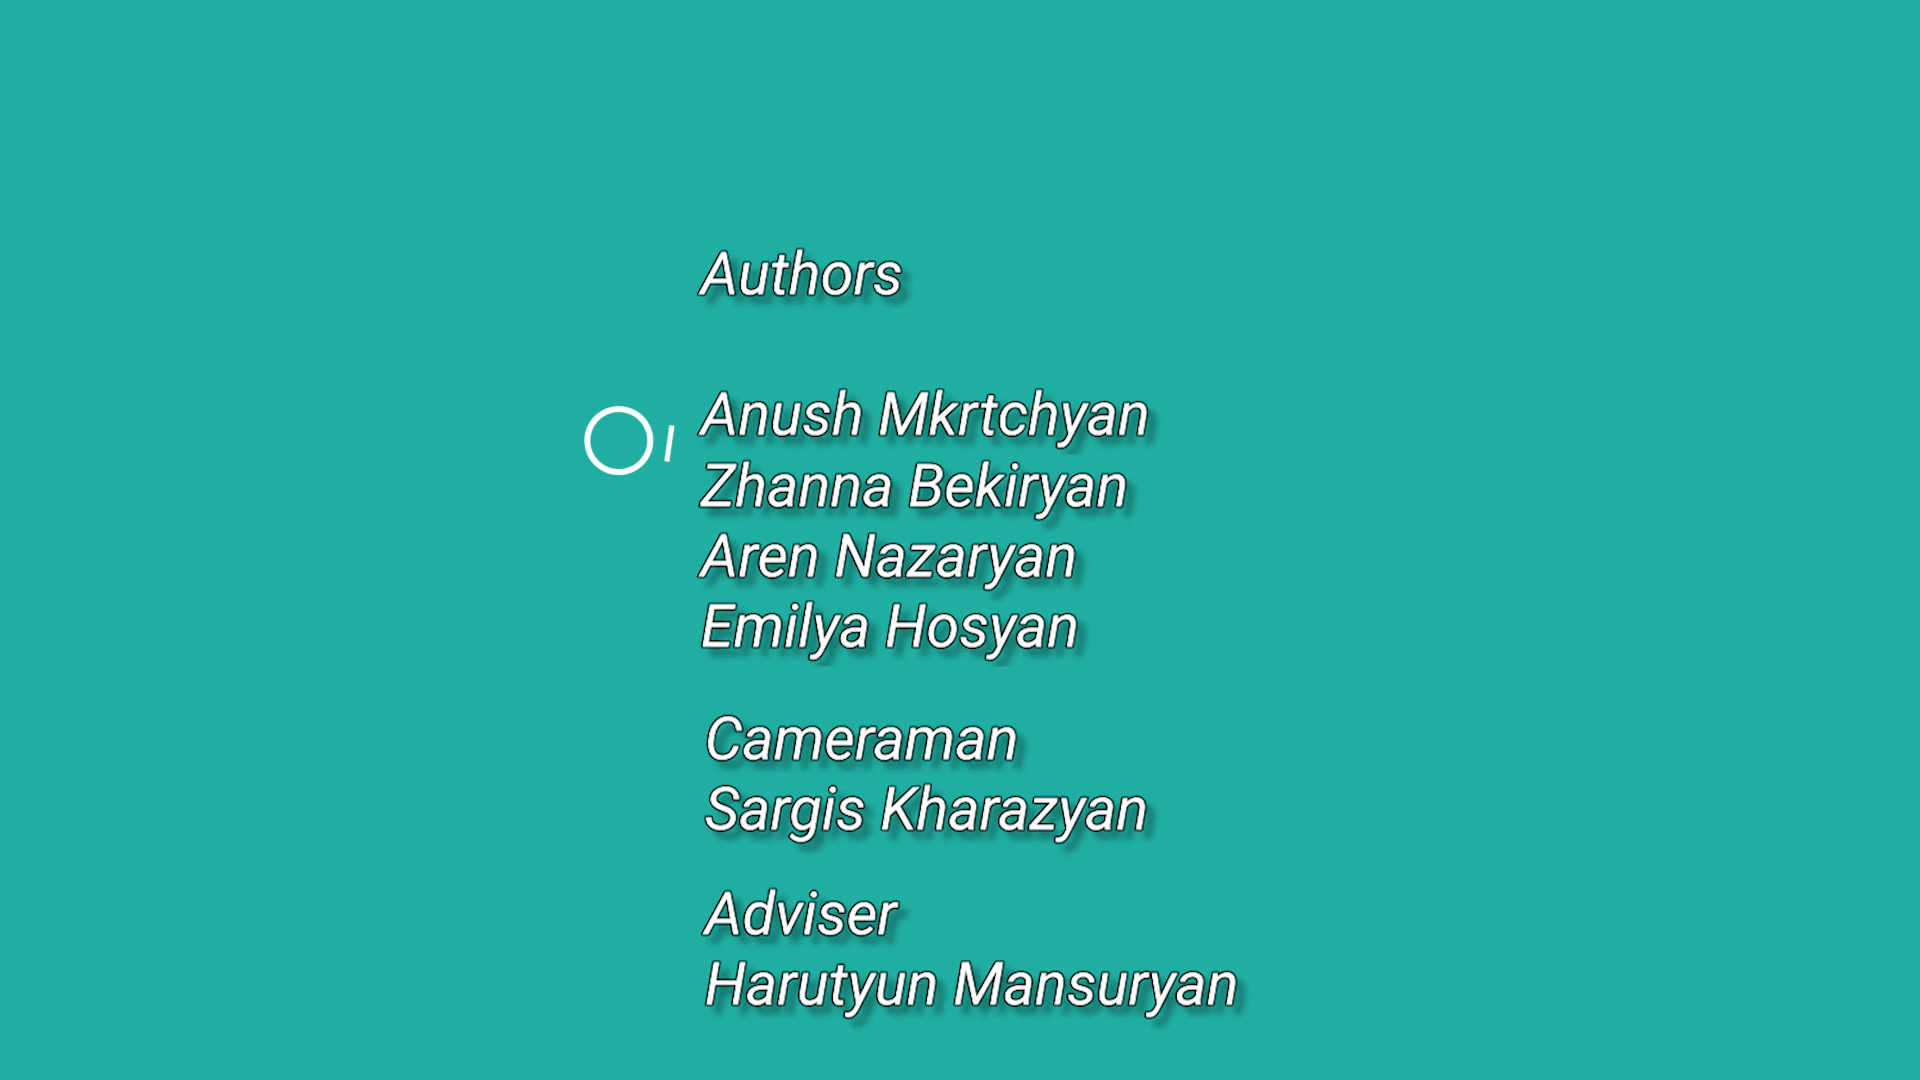 Authors
Anush Mkrtchyan
Zhanna Bekiryan
Aren Nazaryan
Emilya Hosyan
Cameraman
Sargis Kharazyan
Adviser
Harutyun Mansuryan